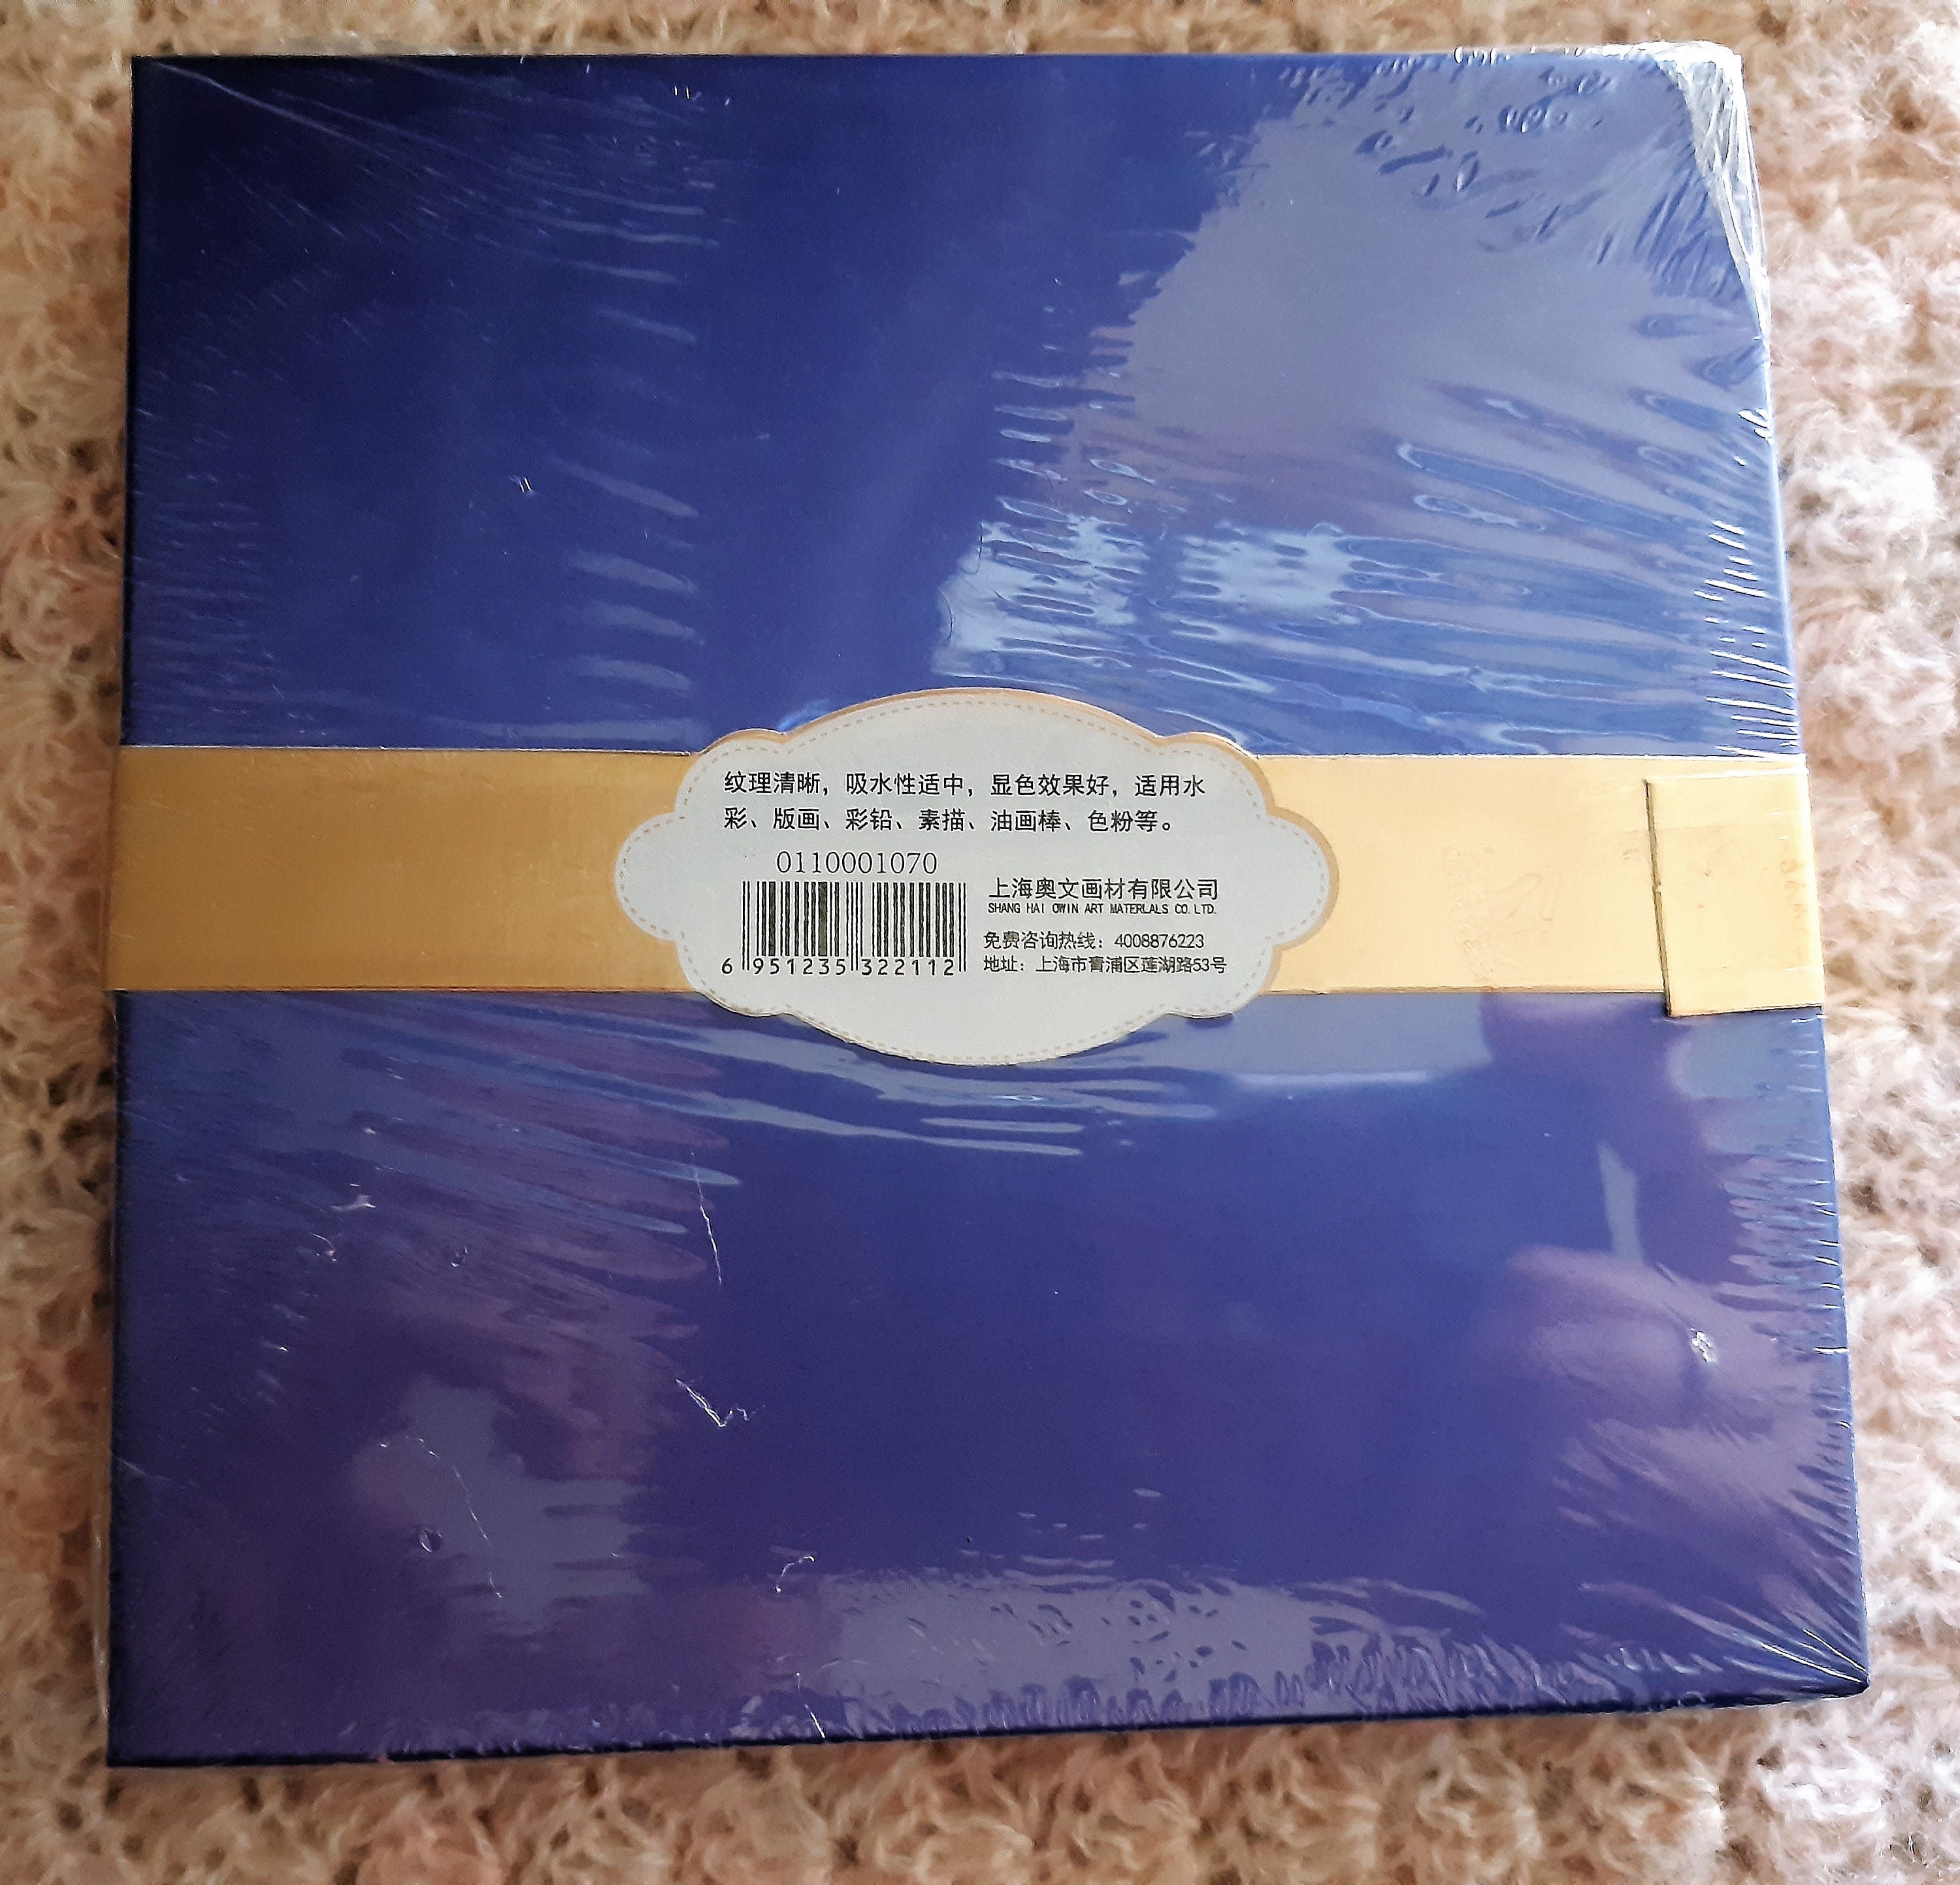 纹理清晰，吸水性适中，显色效果好，适用水
彩、版画、彩铅、素描、油画棒、色粉等。
0110001070
6 951235 322112
上海奥文画材有限公司
SHANG HAI OWIN ART MATERLALS CO.LTD.
免费咨询热线：4008876223
地址：上海市青浦区莲湖路53号